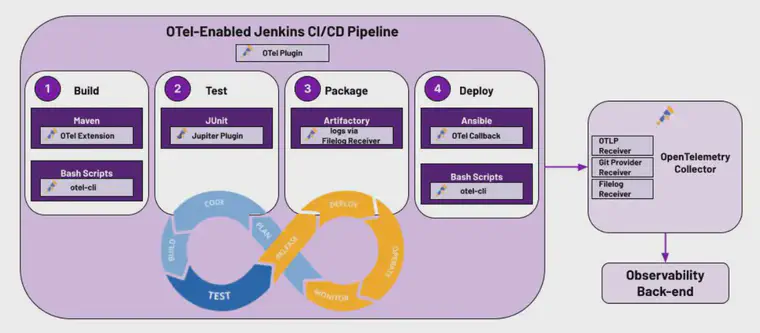 OTel-Enabled Jenkins CI/CD Pipeline
OTel Plugin
1
Build
Maven
OTel Extension
Bash Scripts
otel-cli
2
Test
JUnit
Jupiter Plugin
3
Package
Artifactory
logs via
Filelog Receiver
4
Deploy
Ansible
OTel Callback
Bash Scripts
otel-cli
CODE
BUILD
PLAN
TEST
RELEASE
DEPLOY
OPERATE
MONITOR
OTLP
Receiver
Git Provider
Receiver
Filelog
Receiver
OpenTelemetry
Collector
Observability
Back-end